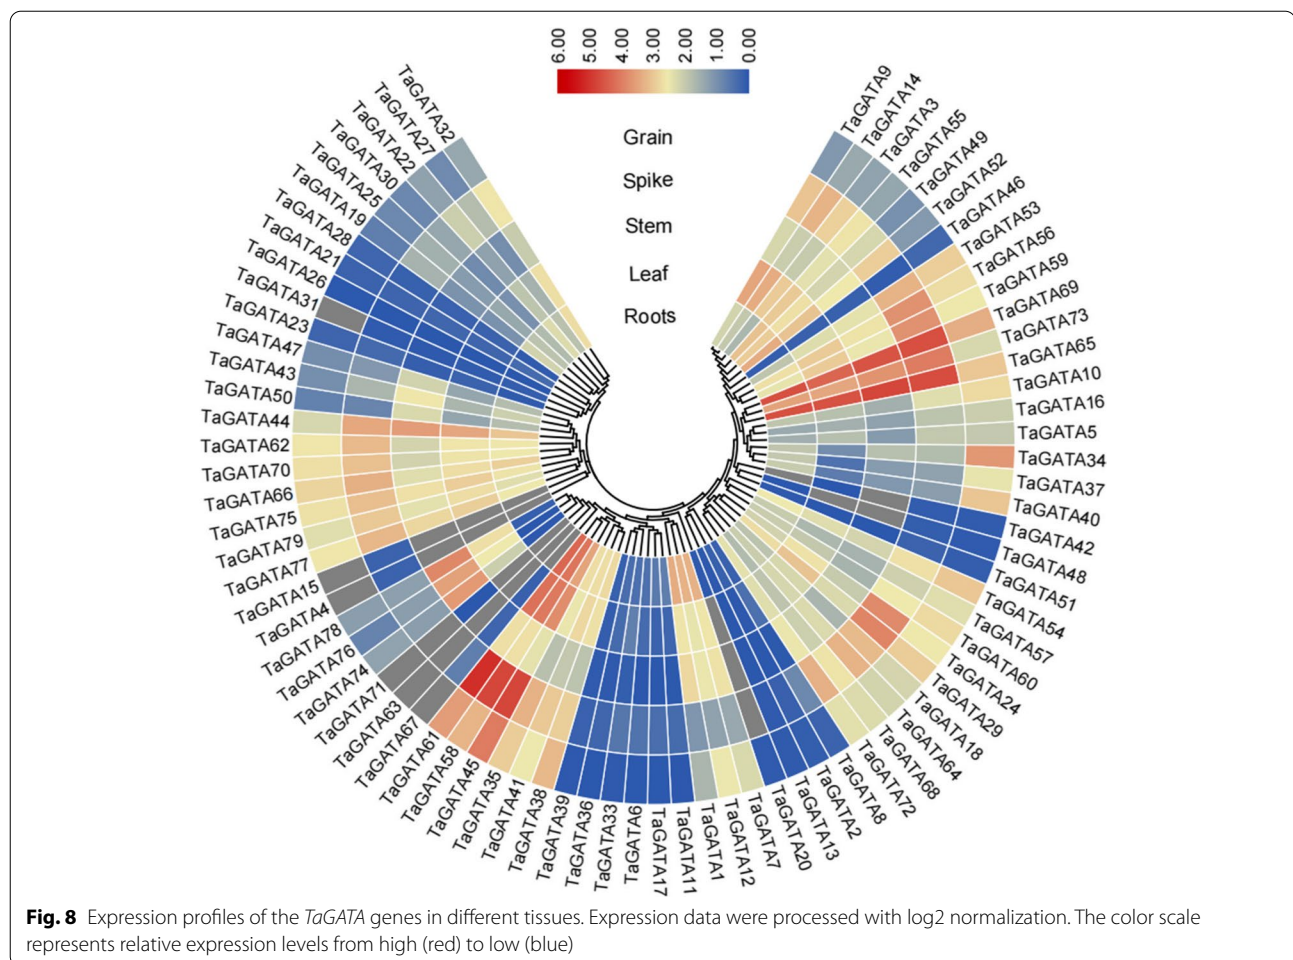 6.00
5.00
4.00
3.00
2.00
1.00
0.00
Grain
Spike
Stem
Leaf
Roots
TaGATA9
TaGATA14
TaGATA3
TaGATA55
TaGATA49
TaGATA52
TaGATA46
TaGATA53
TaGATA56
TaGATA59
TaGATA69
TaGATA73
TaGATA65
TaGATA10
TaGATA16
TaGATA5
TaGATA34
TaGATA37
TaGATA40
TaGATA42
TaGATA48
TaGATA51
TaGATA54
TaGATA57
TaGATA60
TaGATA24
TaGATA29
TaGATA18
TaGATA64
TaGATA68
TaGATA72
TaGATA8
TaGATA2
TaGATA13
TaGATA20
TaGATA7
TaGATA12
TaGATA1
TaGATA11
TaGATA17
TaGATA6
TaGATA33
TaGATA36
TaGATA39
TaGATA38
TaGATA41
TaGATA35
TaGATA45
TaGATA58
TaGATA61
TaGATA67
TaGATA63
TaGATA71
TaGATA74
TaGATA76
TaGATA78
TaGATA4
TaGATA15
TaGATA77
TaGATA79
TaGATA75
TaGATA66
TaGATA70
TaGATA62
TaGATA44
TaGATA50
TaGATA43
TaGATA47
TaGATA23
TaGATA31
TaGATA26
TaGATA21
TaGATA28
TaGATA19
TaGATA25
TaGATA30
TaGATA22
TaGATA27
TaGATA32
Fig. 8 Expression profiles of the TaGATA genes in different tissues. Expression data were processed with log2 normalization. The color scale
represents relative expression levels from high (red) to low (blue)